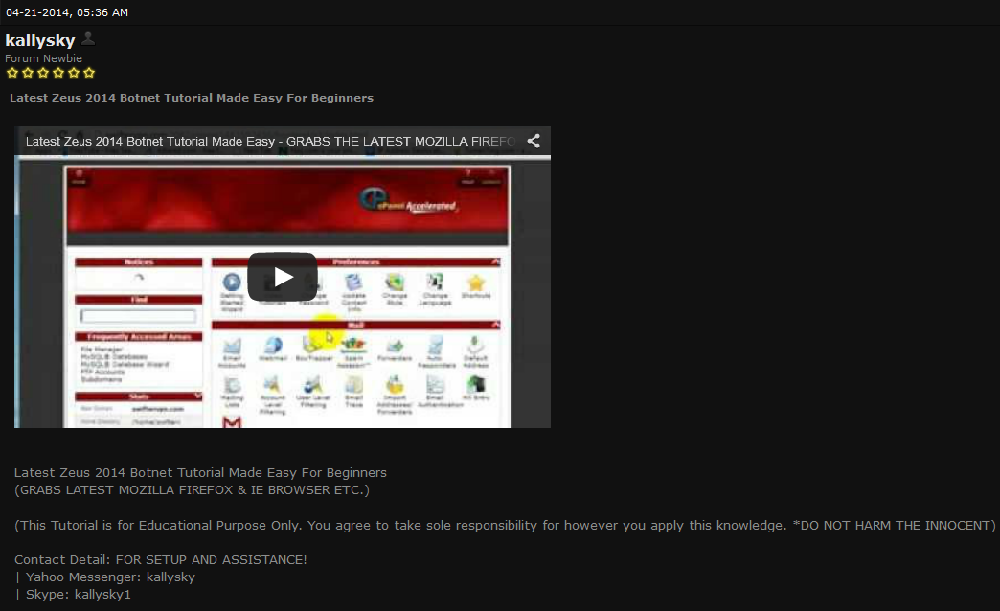 04-21-2014, 05:36 AM
kallysky
Forum Newbie
Latest Zeus 2014 Botnet Tutorial Made Easy For Beginners
Latest Zeus 2014 Botnet Tutorial Made Easy - GRABS THE LATEST MOZILLA FIREFO
cPanel Accelerated
Notices
Preferences
Getting Started Wizard
Update Contact Info
Change Style
Change Language
Shortcuts
Find
Mail
Frequently Accessed Areas
File Manager
MySQL® Databases
MySQL® Database Wizard
FTP Accounts
Subdomains
Email Accounts
Webmail
BoxTrapper
Spam Assassin™
Forwarders
Auto Responders
Default Address
Stats
Mailing Lists
Account Level Filtering
User Level Filtering
Email Trace
Import Addresses/ Forwarders
Email Authentication
MX Entry
Latest Zeus 2014 Botnet Tutorial Made Easy For Beginners
(GRABS LATEST MOZILLA FIREFOX & IE BROWSER ETC.)
(This Tutorial is for Educational Purpose Only. You agree to take sole responsibility for however you apply this knowledge. *DO NOT HARM THE INNOCENT)
Contact Detail: FOR SETUP AND ASSISTANCE!
| Yahoo Messenger: kallysky
| Skype: kallysky1